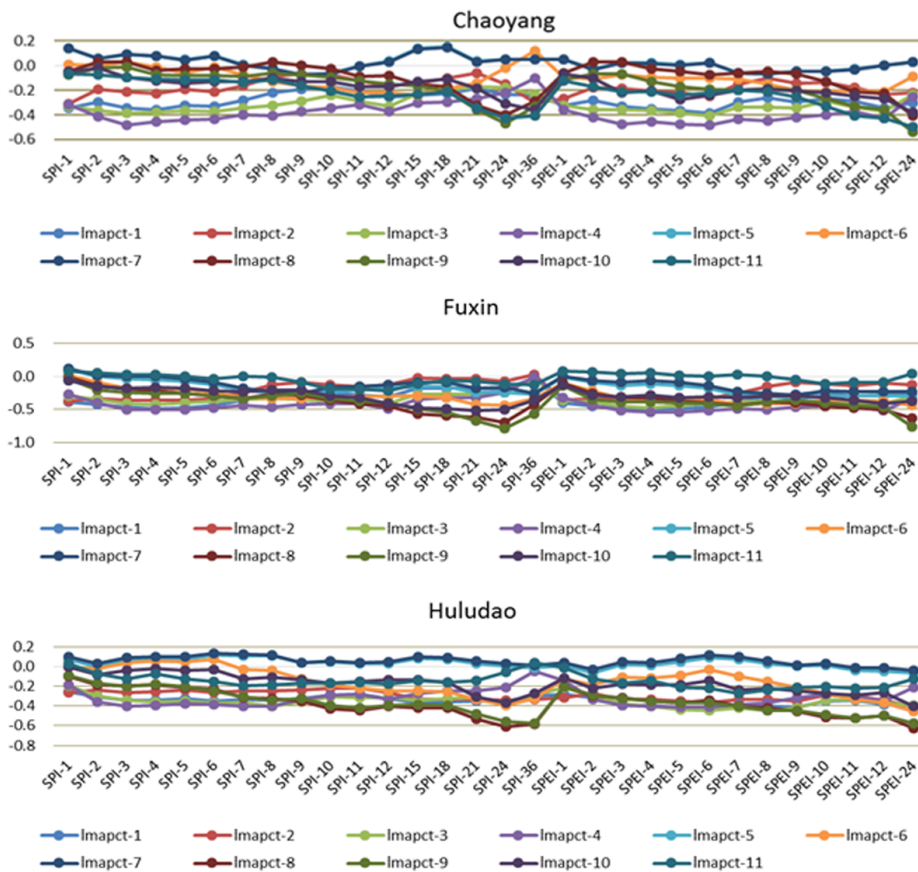 Chaoyang
0.2
0.0
-0.2
-0.4
-0.6
SPI-1 SPI-2 SPI-3 SPI-4 SPI-5 SPI-6 SPI-7 SPI-8 SPI-9 SPI-10 SPI-11 SPI-12 SPI-15 SPI-18 SPI-21 SPI-24 SPI-36 SPEI-1 SPEI-2 SPEI-3 SPEI-4 SPEI-5 SPEI-6 SPEI-7 SPEI-8 SPEI-9 SPEI-10 SPEI-11 SPEI-12 SPEI-24
Imapct-1 Imapct-2 Imapct-3 Imapct-4 Imapct-5 Imapct-6
Imapct-7 Imapct-8 Imapct-9 Imapct-10 Imapct-11
Fuxin
0.5
0.0
-0.5
-1.0
SPI-1 SPI-2 SPI-3 SPI-4 SPI-5 SPI-6 SPI-7 SPI-8 SPI-9 SPI-10 SPI-11 SPI-12 SPI-15 SPI-18 SPI-21 SPI-24 SPI-36 SPEI-1 SPEI-2 SPEI-3 SPEI-4 SPEI-5 SPEI-6 SPEI-7 SPEI-8 SPEI-9 SPEI-10 SPEI-11 SPEI-12 SPEI-24
Imapct-1 Imapct-2 Imapct-3 Imapct-4 Imapct-5 Imapct-6
Imapct-7 Imapct-8 Imapct-9 Imapct-10 Imapct-11
Huludao
0.2
0.0
-0.2
-0.4
-0.6
-0.8
SPI-1 SPI-2 SPI-3 SPI-4 SPI-5 SPI-6 SPI-7 SPI-8 SPI-9 SPI-10 SPI-11 SPI-12 SPI-15 SPI-18 SPI-21 SPI-24 SPI-36 SPEI-1 SPEI-2 SPEI-3 SPEI-4 SPEI-5 SPEI-6 SPEI-7 SPEI-8 SPEI-9 SPEI-10 SPEI-11 SPEI-12 SPEI-24
Imapct-1 Imapct-2 Imapct-3 Imapct-4 Imapct-5 Imapct-6
Imapct-7 Imapct-8 Imapct-9 Imapct-10 Imapct-11